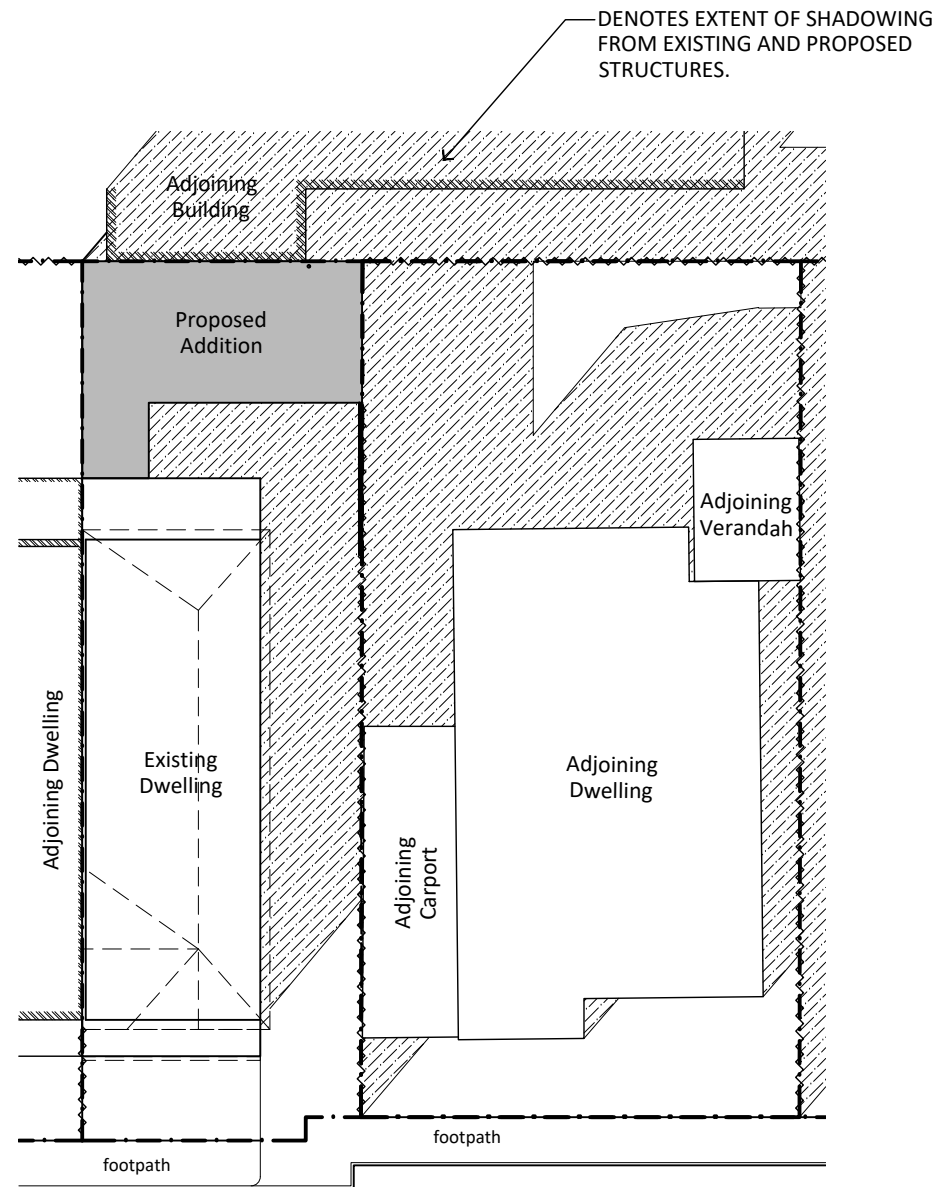 DENOTES EXTENT OF SHADOWING
FROM EXISTING AND PROPOSED
STRUCTURES.
Adjoining
Building
Proposed
Addition
Adjoining
Verandah
Adjoining Dwelling
Existing
Dwelling
Adjoining
Dwelling
Adjoining
Carport
footpath
footpath